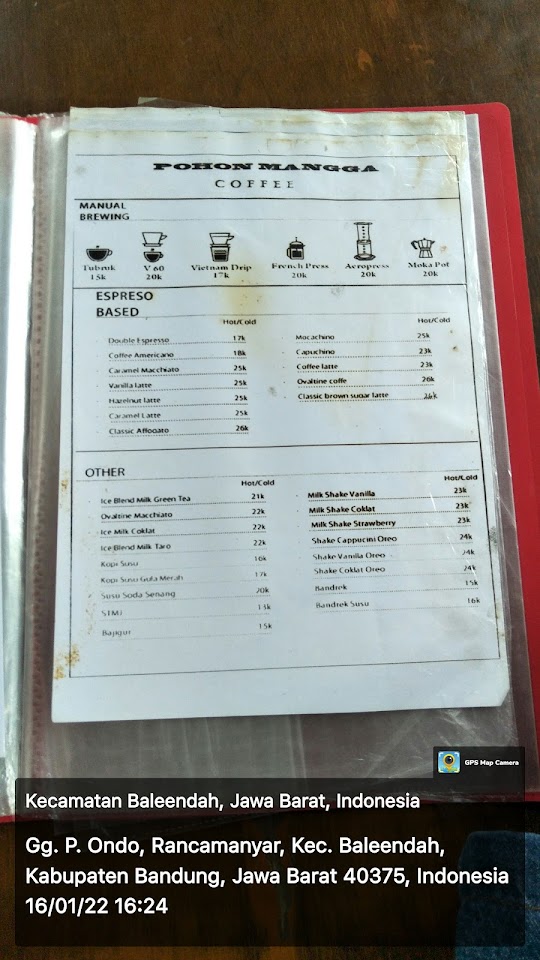 POHON MANGGA
COFFEE
MANUAL
BREWING
Tubruk
15k
V 60
20k
Vietnam Drip
17k
French Press
20k
Aeropress
20k
Moka Pot
20k
ESPRESO
BASED
Hot/Cold
Double Espresso 17k
Coffee Americano 18k
Caramel Macchiato 25k
Vanilla latte 25k
Hazelnut latte 25k
Caramel Latte 25k
Classic Affogato 26k
Hot/Cold
Mocachino 25k
Capuchino 23k
Coffee latte 23k
Ovaltine coffe 26k
Classic brown sugar latte 26k
OTHER
Hot/Cold
Ice Blend Milk Green Tea 21k
Ovaltine Macchiato 22k
Ice Milk Coklat 22k
Ice Blend Milk Taro 22k
Kopi Susu 16k
Kopi Susu Gula Merah 17k
Susu Soda Senang 20k
STMJ
Bajigur 15k
Hot/Cold
Milk Shake Vanilla 23k
Milk Shake Coklat 23k
Milk Shake Strawberry 23k
Shake Cappucini Oreo 24k
Shake Vanilla Oreo 24k
Shake Coklat Oreo 24k
Bandrek 15k
Bandrek Susu 16k
GPS Map Camera
Kecamatan Baleendah, Jawa Barat, Indonesia
Gg. P. Ondo, Rancamanyar, Kec. Baleendah,
Kabupaten Bandung, Jawa Barat 40375, Indonesia
16/01/22 16:24